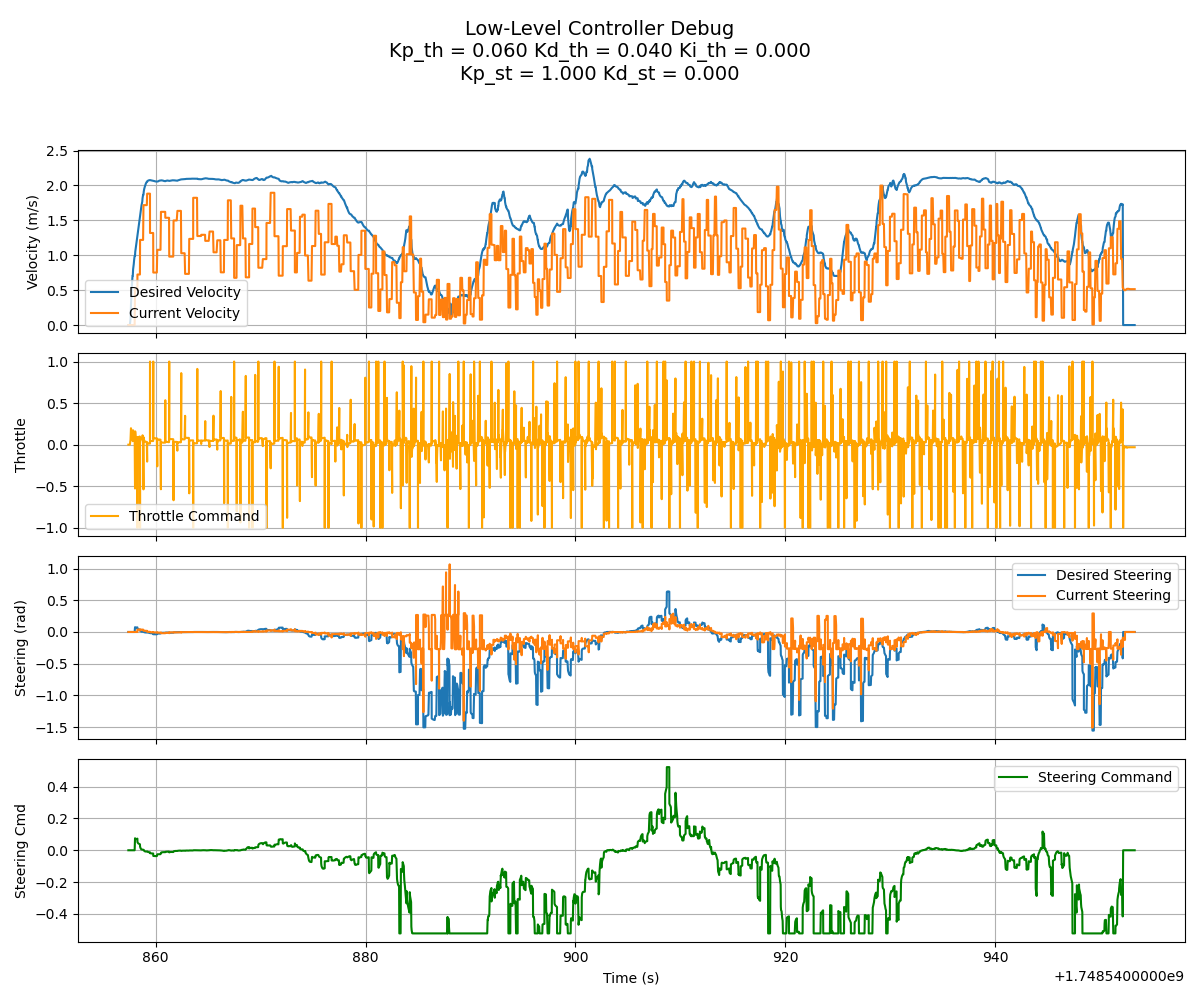 Low-Level Controller Debug
Kp_th = 0.060 Kd_th = 0.040 Ki_th = 0.000
Kp_st = 1.000 Kd_st = 0.000
2.5
2.0
1.5
1.0
0.5
0.0
Velocity (m/s)
Desired Velocity
Current Velocity
1.0
0.5
0.0
−0.5
−1.0
Throttle
Throttle Command
1.0
0.5
0.0
−0.5
−1.0
−1.5
Steering (rad)
Desired Steering
Current Steering
0.4
0.2
0.0
−0.2
−0.4
Steering Cmd
Steering Command
860 880 900 920 940
Time (s)
+1.7485400000e9